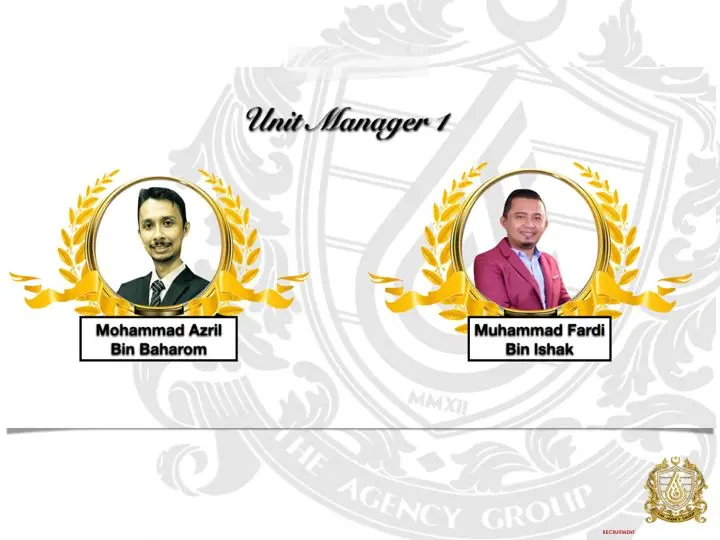 Unit Manager 1
Mohammad Azril
Bin Baharom
Muhammad Fardi
Bin Ishak
MMXII
THE AGENCY GROUP
RECRUITMENT